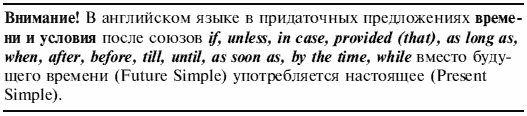 Внимание! В английском языке в придаточных предложениях време-
ни и условия после союзов if, unless, in case, provided (that), as long as,
when, after, before, till, until, as soon as, by the time, while вместо буду-
щего времени (Future Simple) употребляется настоящее (Present
Simple).